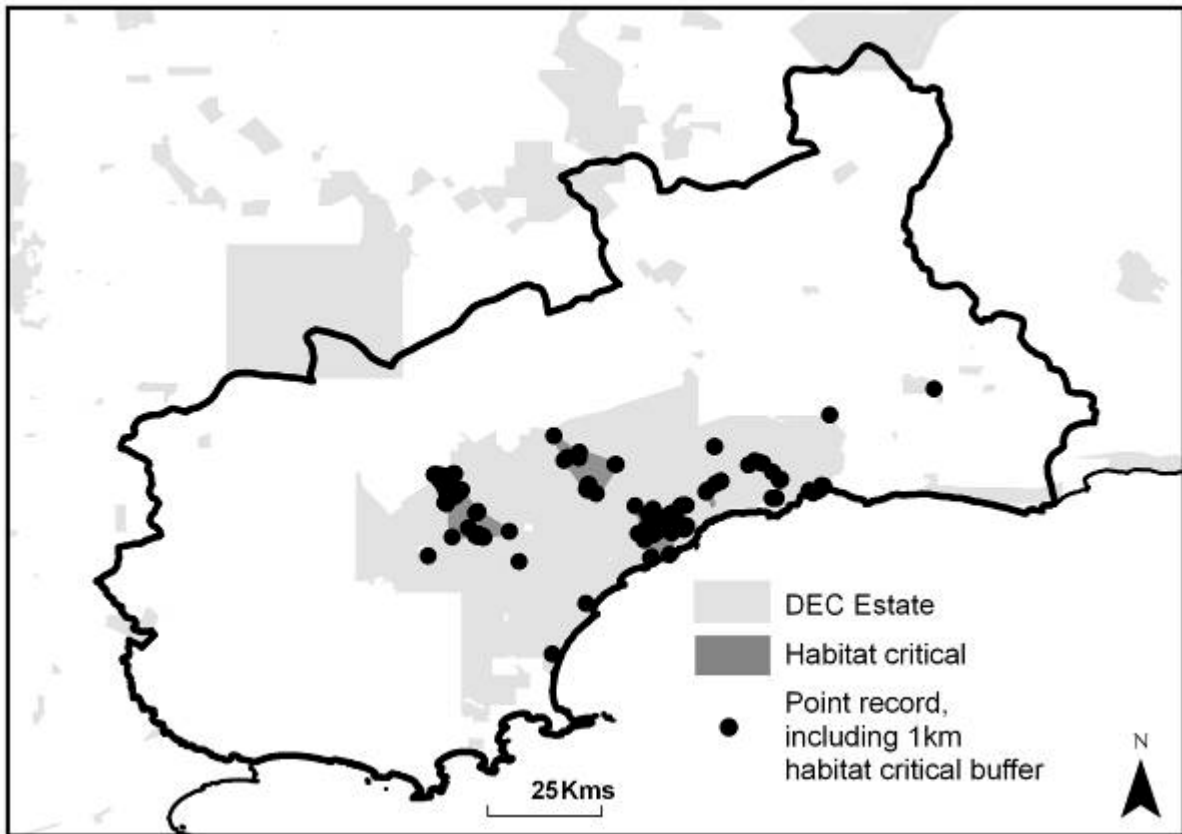 DEC Estate
Habitat critical
Point record,
including 1km
habitat critical buffer
N
25Kms